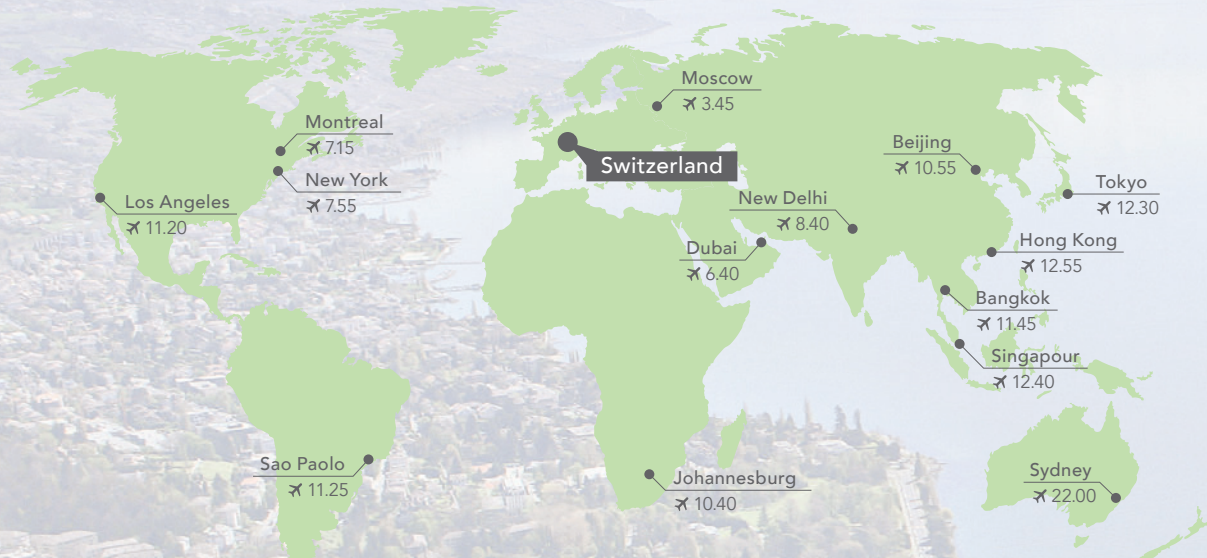 Moscow
3.45
Montreal
7.15
Switzerland
Beijing
10.55
New York
7.55
Tokyo
12.30
Los Angeles
11.20
New Delhi
8.40
Dubai
6.40
Hong Kong
12.55
Bangkok
11.45
Singapour
12.40
Sao Paolo
11.25
Johannesburg
10.40
Sydney
22.00